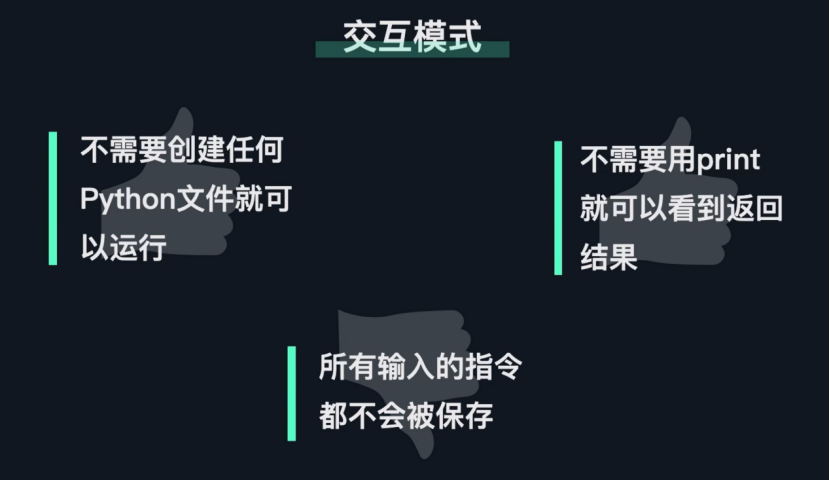 交互模式
不需要创建任何
Python文件就可
以运行
不需要用print
就可以看到返回
结果
所有输入的指令
都不会被保存